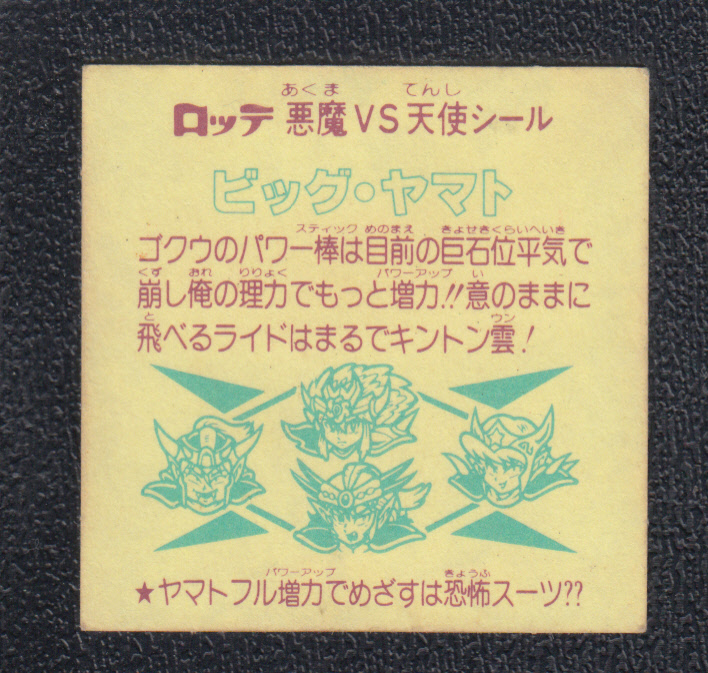 あくま てんし
ロッテ 悪魔VS天使シール
ビッグ・ヤマト
スティック めのまえ きょせきくらいへいき
ゴクウのパワー棒は目前の巨石位平気で
くず おれ りりょく パワーアップ い
崩し俺の理力でもっと増力!!意のままに
と ウン
飛べるライドはまるでキントン雲!
パワーアップ きょうふ
★ヤマトフル増力でめざすは恐怖スーツ??